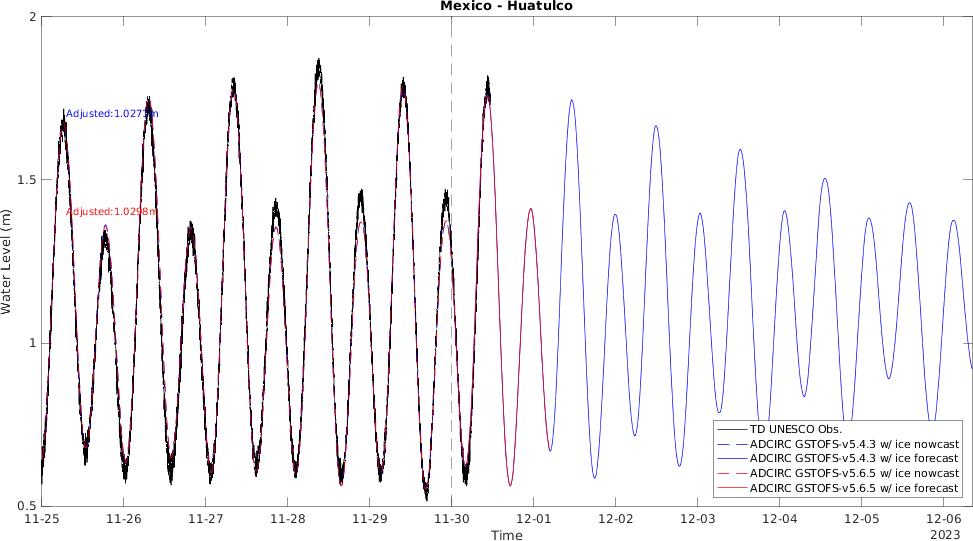 Mexico - Huatulco
2
1.5
1
0.5
Water Level (m)
Adjusted:1.0273m
Adjusted:1.0298m
TD UNESCO Obs.
ADCIRC GSTOFS-v5.4.3 w/ ice nowcast
ADCIRC GSTOFS-v5.4.3 w/ ice forecast
ADCIRC GSTOFS-v5.6.5 w/ ice nowcast
ADCIRC GSTOFS-v5.6.5 w/ ice forecast
11-25 11-26 11-27 11-28 11-29 11-30 12-01 12-02 12-03 12-04 12-05 12-06
Time 2023